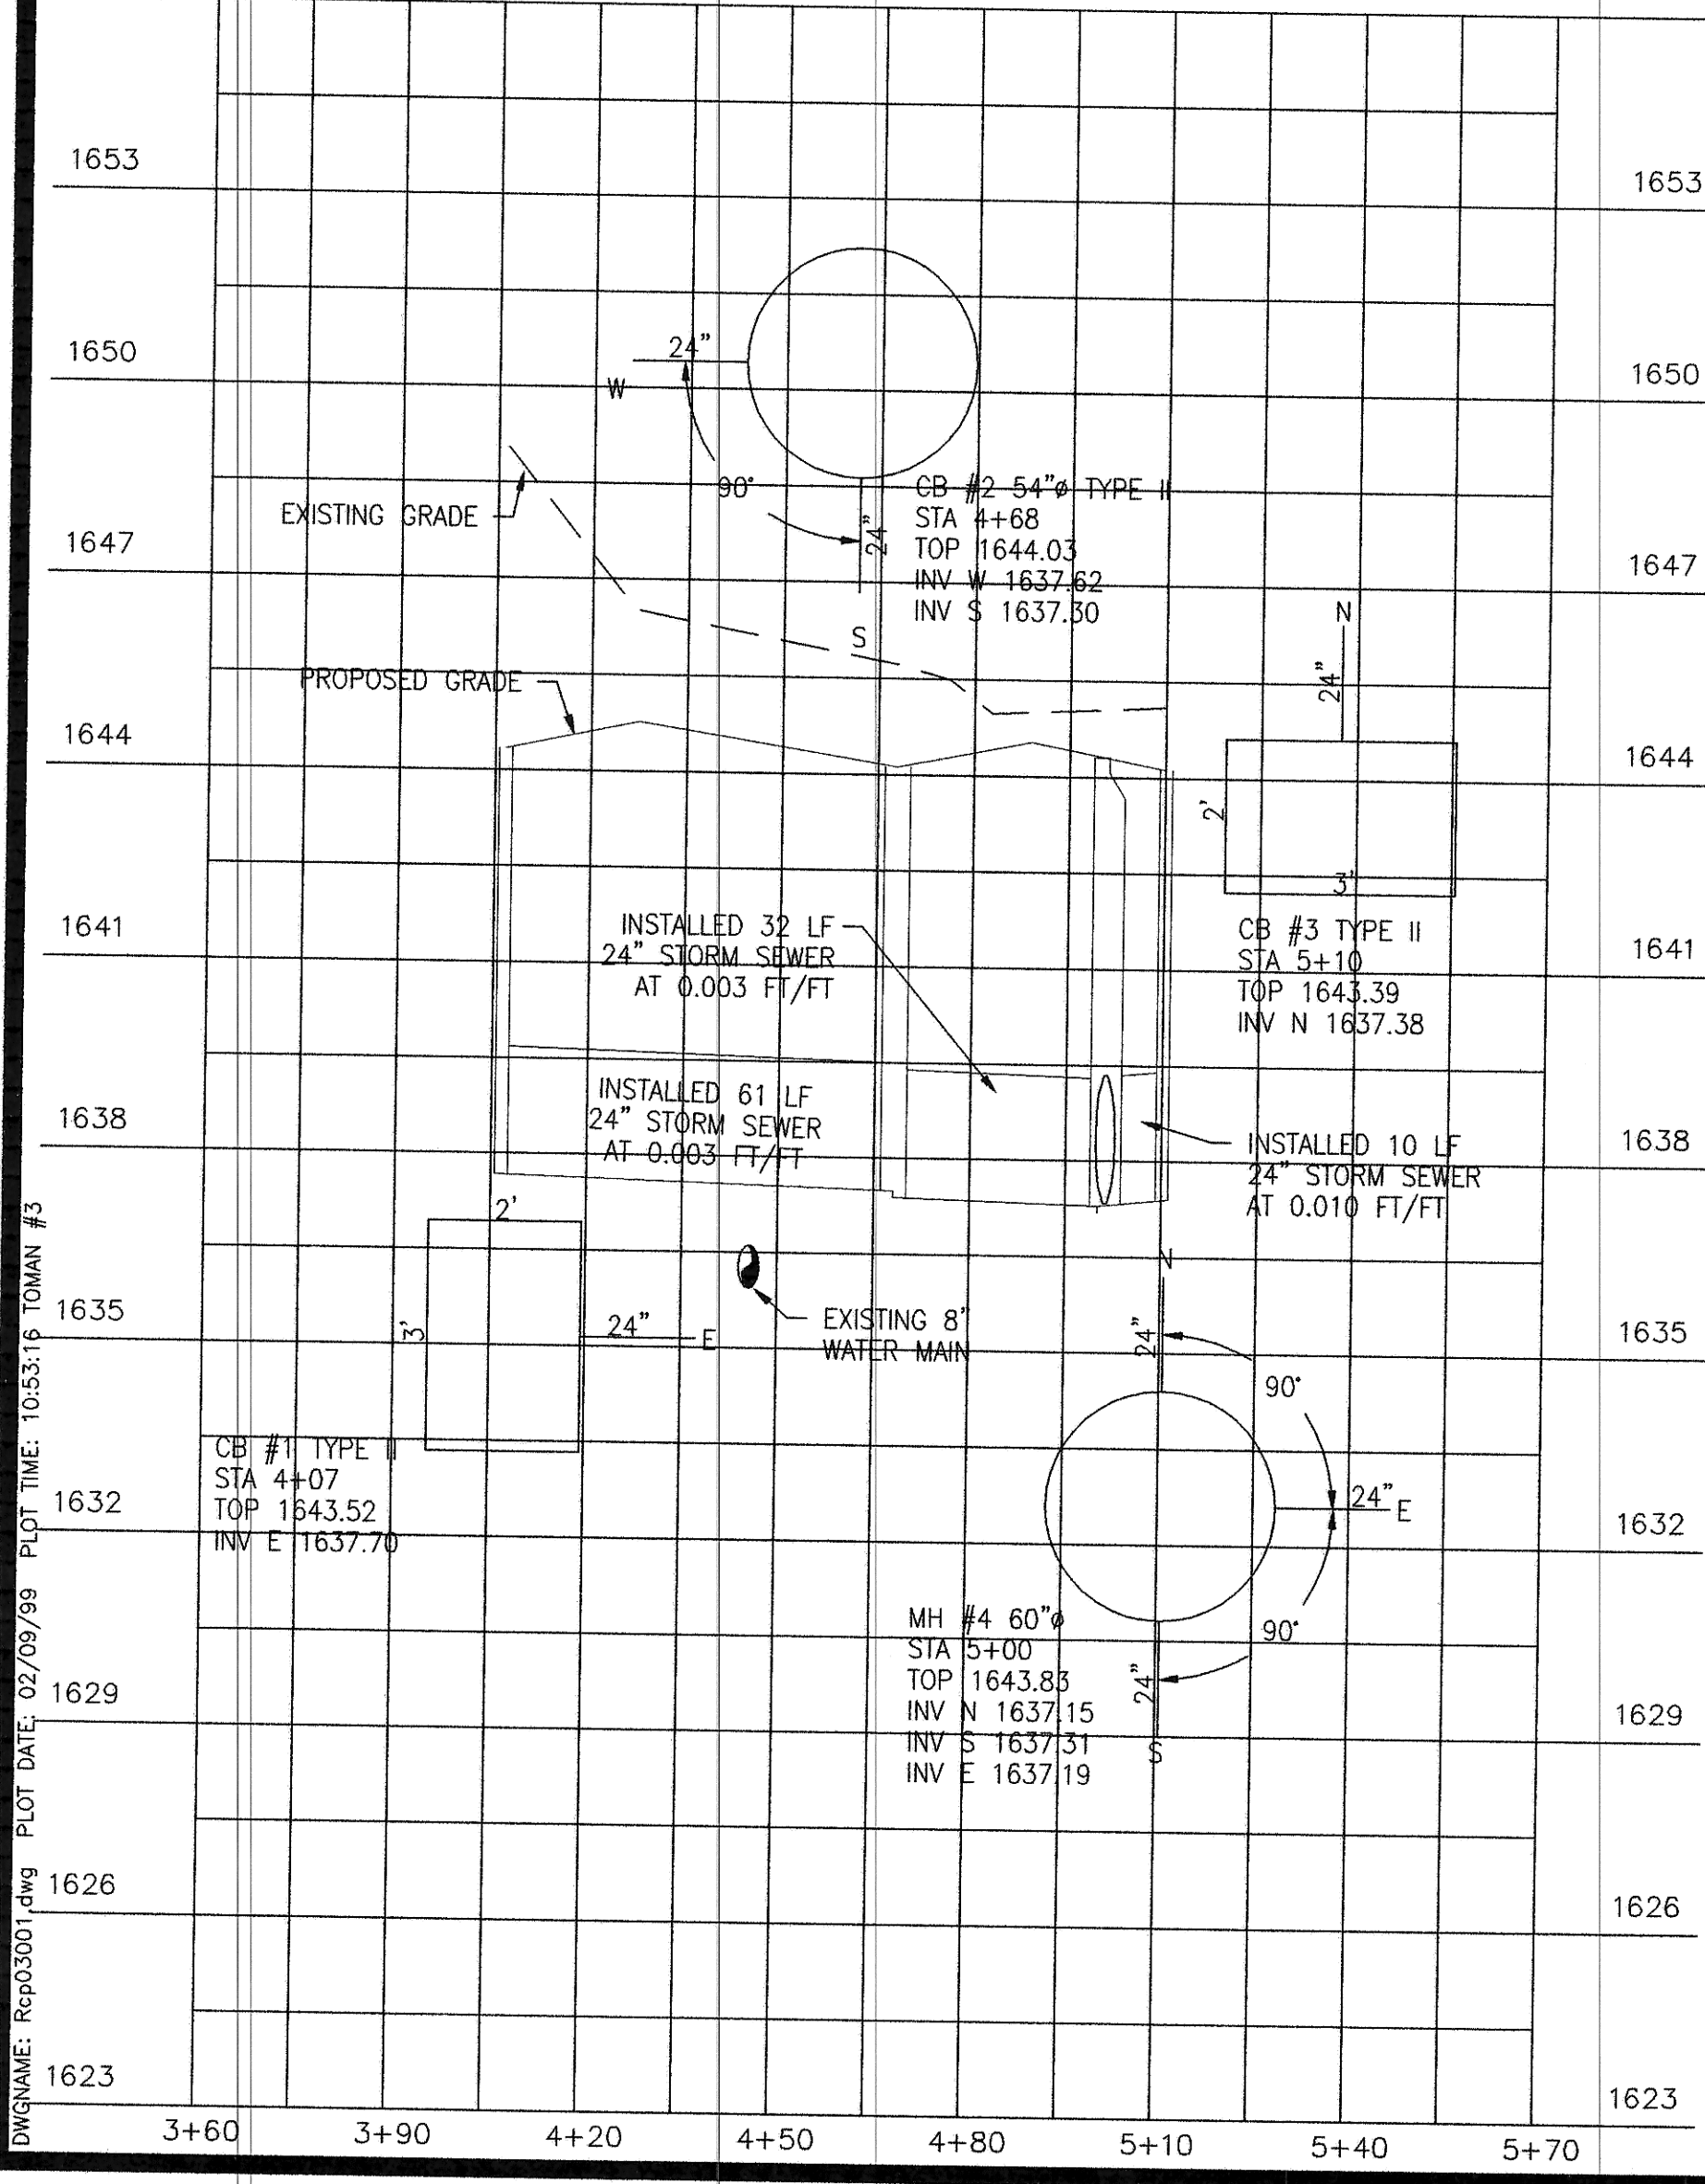 1653
1653
1650
1650
24"
W
90°
EXISTING GRADE
CB #2 54"ø TYPE II
STA 4+68
TOP 1644.03
INV W 1637.62
INV S 1637.30
24"
S
1647
1647
N
24"
PROPOSED GRADE
1644
1644
2'
3'
CB #3 TYPE II
STA 5+10
TOP 1643.39
INV N 1637.38
1641
1641
INSTALLED 32 LF
24" STORM SEWER
AT 0.003 FT/FT
INSTALLED 61 LF
24" STORM SEWER
AT 0.003 FT/FT
1638
1638
INSTALLED 10 LF
24" STORM SEWER
AT 0.010 FT/FT
2'
3'
24"
E
EXISTING 8"
WATER MAIN
1635
1635
N
24"
90°
CB #1 TYPE II
STA 4+07
TOP 1643.52
INV E 1637.70
1632
1632
24"
E
90°
24"
S
MH #4 60"ø
STA 5+00
TOP 1643.83
INV N 1637.15
INV S 1637.31
INV E 1637.19
1629
1629
1626
1626
1623
1623
3+60 3+90 4+20 4+50 4+80 5+10 5+40 5+70
DWGNAME: Rcp03001.dwg PLOT DATE: 02/09/99 PLOT TIME: 10:53:16 TOMAN #3